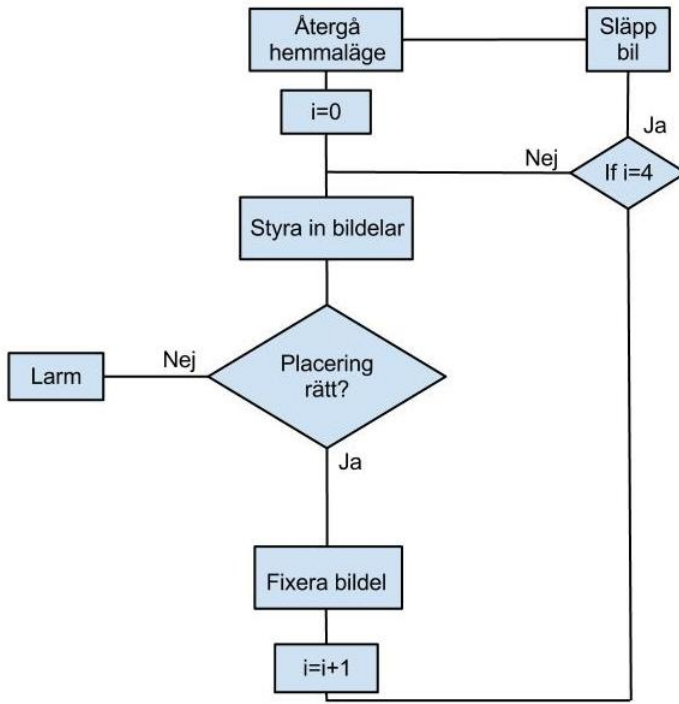 Återgå
hemmaläge
Släpp
bil
i=0
Ja
Nej
If i=4
Styra in bildelar
Placering
rätt?
Nej
Larm
Ja
Fixera bildel
i=i+1